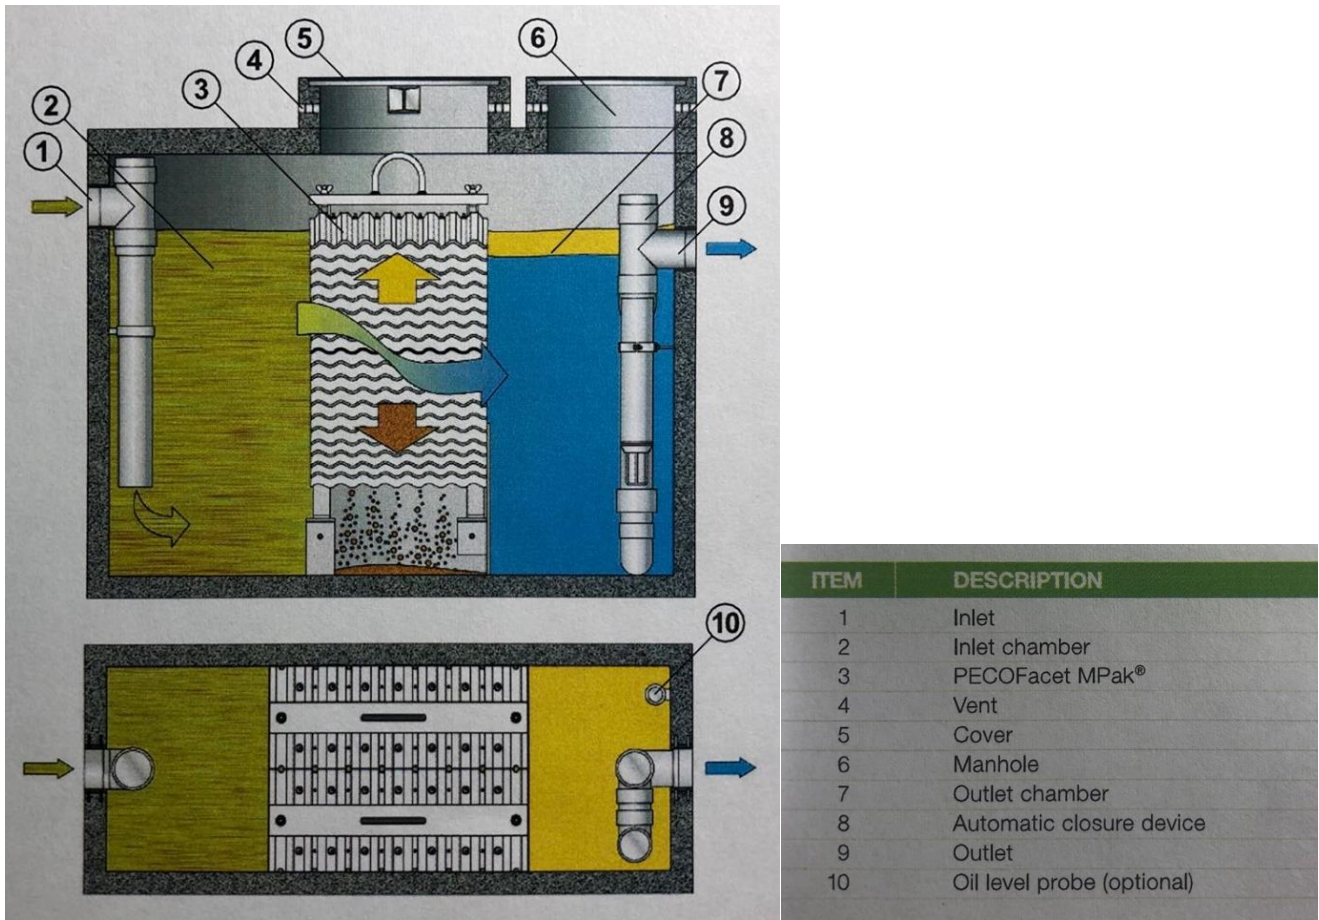 5
6
4
7
3
2
8
1
9
10
ITEM DESCRIPTION
1 Inlet
2 Inlet chamber
3 PECOFacet MPak®
4 Vent
5 Cover
6 Manhole
7 Outlet chamber
8 Automatic closure device
9 Outlet
10 Oil level probe (optional)